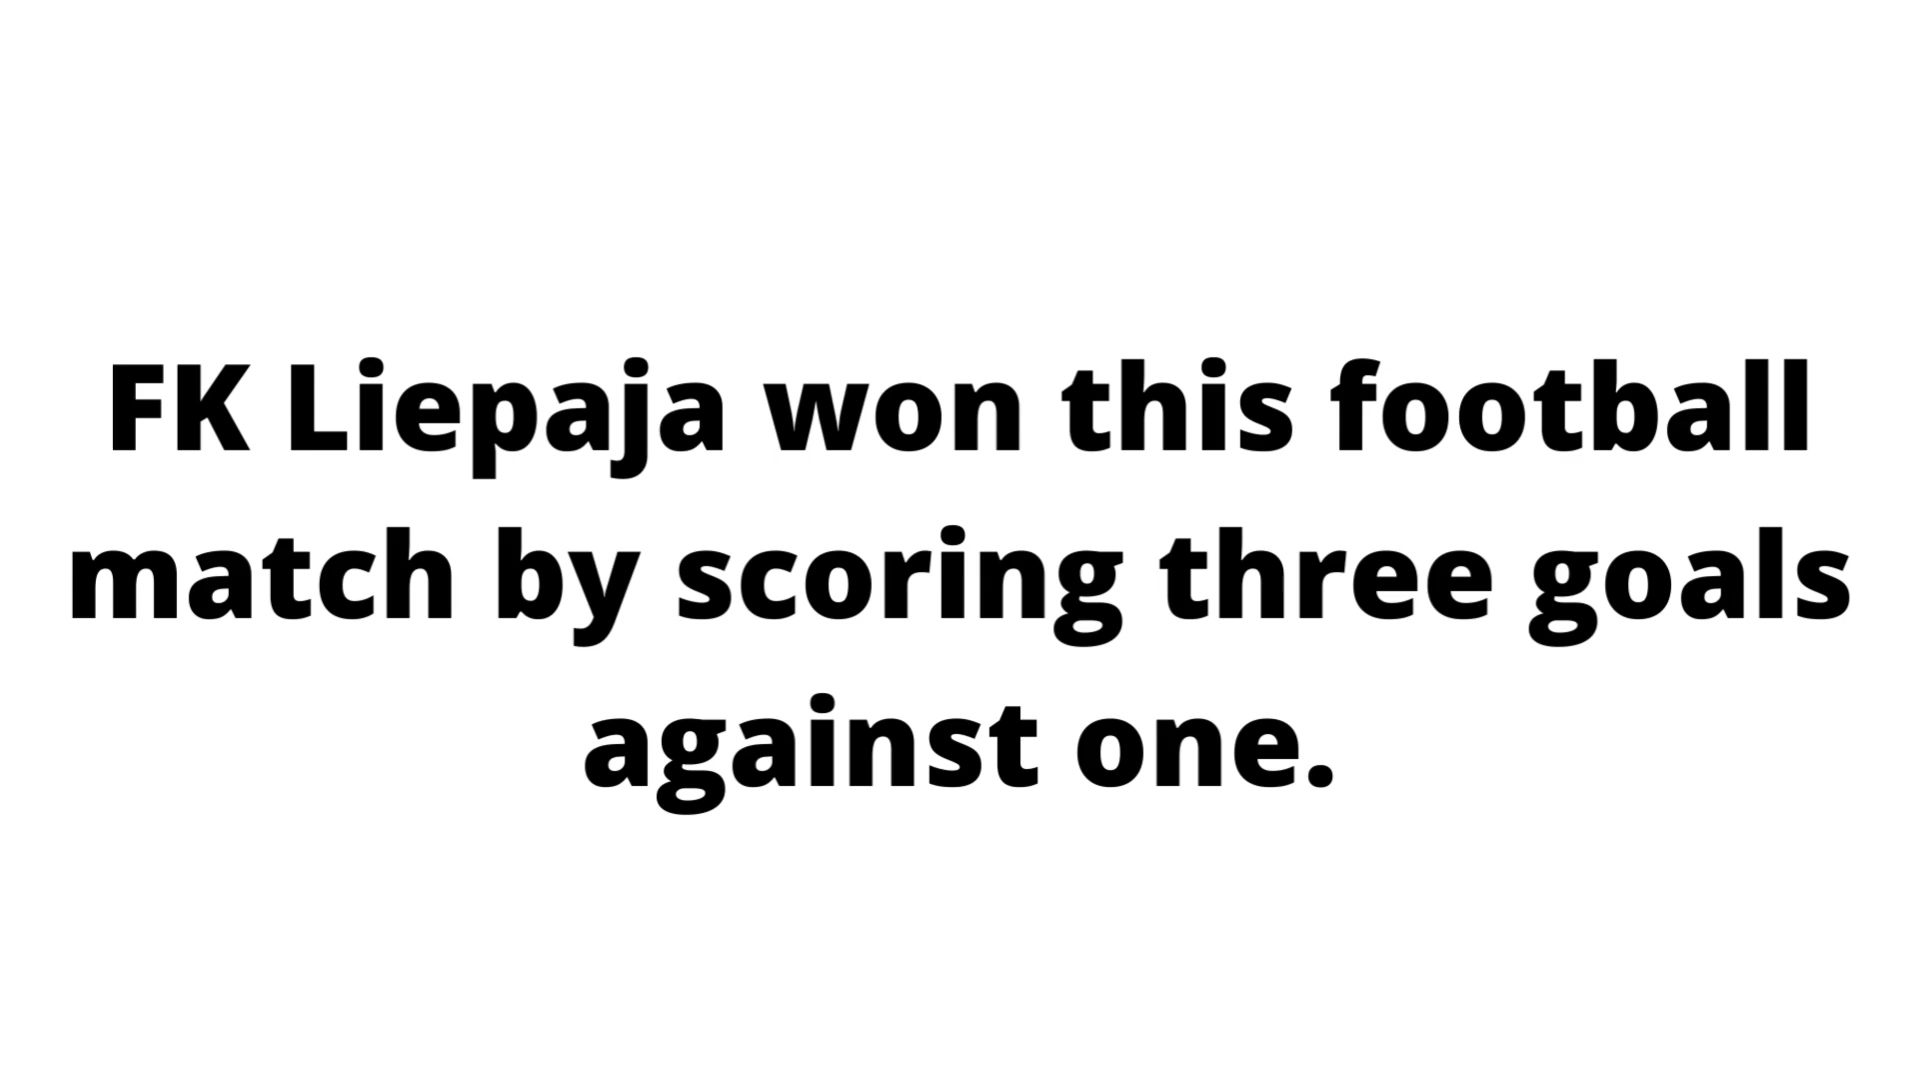 FK Liepaja won this football
match by scoring three goals
against one.